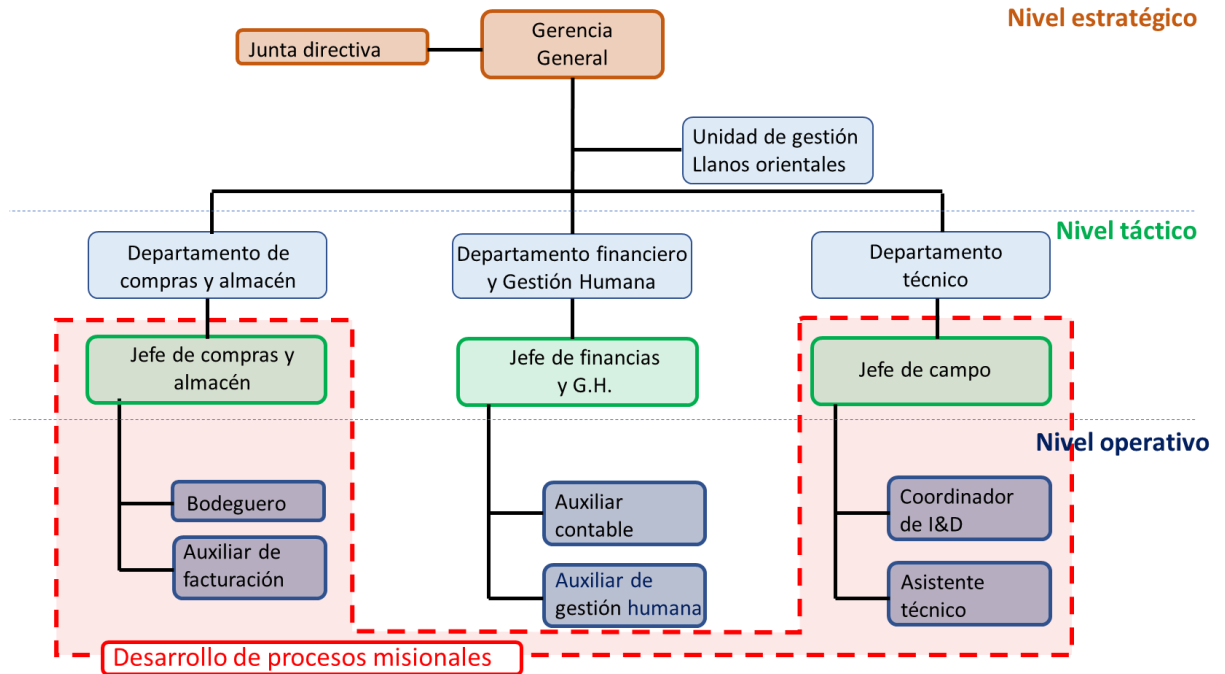 Nivel estratégico
Gerencia
General
Junta directiva
Unidad de gestión
Llanos orientales
Nivel táctico
Departamento de
compras y almacén
Departamento financiero
y Gestión Humana
Departamento
técnico
Jefe de compras y
almacén
Jefe de financias
y G.H.
Jefe de campo
Nivel operativo
Bodeguero
Auxiliar de
facturación
Auxiliar
contable
Auxiliar de
gestión humana
Coordinador
de I&D
Asistente
técnico
Desarrollo de procesos misionales